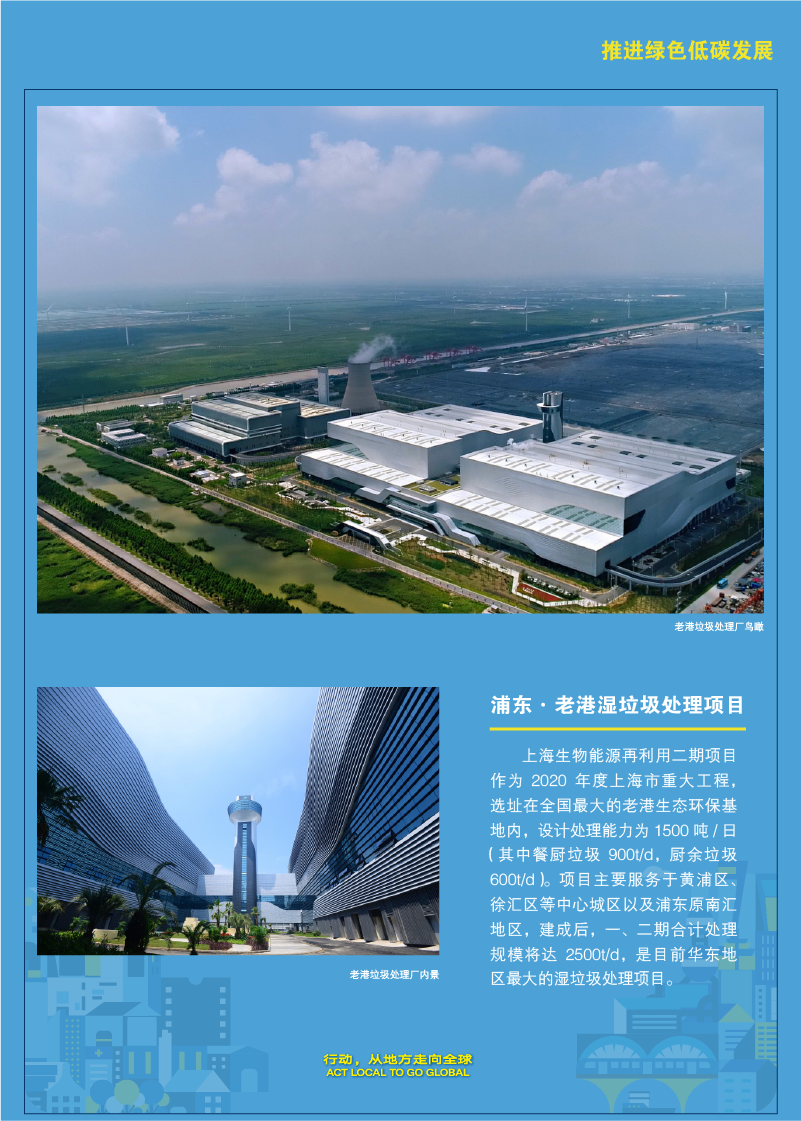 推进绿色低碳发展
老港垃圾处理厂鸟瞰
浦东·老港湿垃圾处理项目
上海生物能源再利用二期项目
作为 2020 年度上海市重大工程，
选址在全国最大的老港生态环保基
地内，设计处理能力为 1500 吨 / 日
（其中餐厨垃圾 900t/d，厨余垃圾
600t/d）。项目主要服务于黄浦区、
徐汇区等中心城区以及浦东原南汇
地区，建成后，一、二期合计处理
规模将达 2500t/d，是目前华东地
区最大的湿垃圾处理项目。
老港垃圾处理厂内景
行动，从地方走向全球
ACT LOCAL TO GO GLOBAL